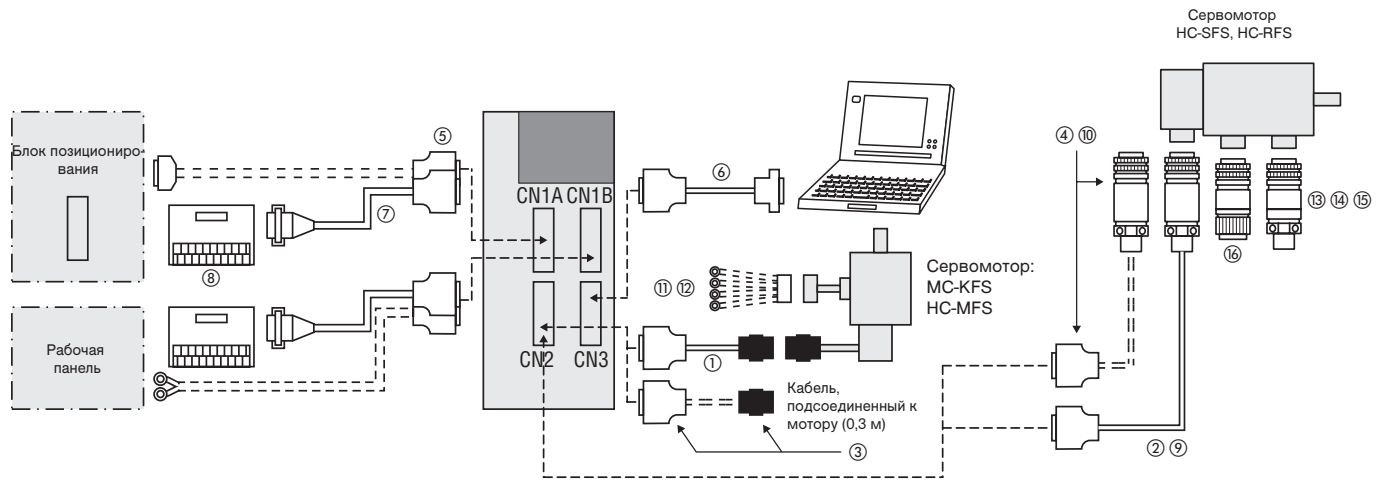 Сервомотор
HC-SFS, HC-RFS
④ ⑩
⑤
Блок позициониро-
вания
⑥
⑦
CN1A CN1B
⑬ ⑭ ⑮
⑯
⑧
Сервомотор:
MC-KFS
HC-MFS
⑪ ⑫
Рабочая
панель
CN2 CN3
①
Кабель,
подсоединенный к
мотору (0,3 м)
③
② ⑨